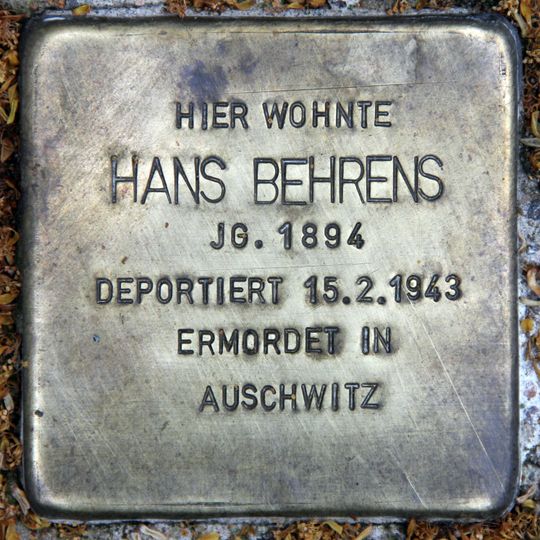 HIER WOHNTE
HANS BEHRENS
JG. 1894
DEPORTIERT 15.2.1943
ERMORDET IN
AUSCHWITZ